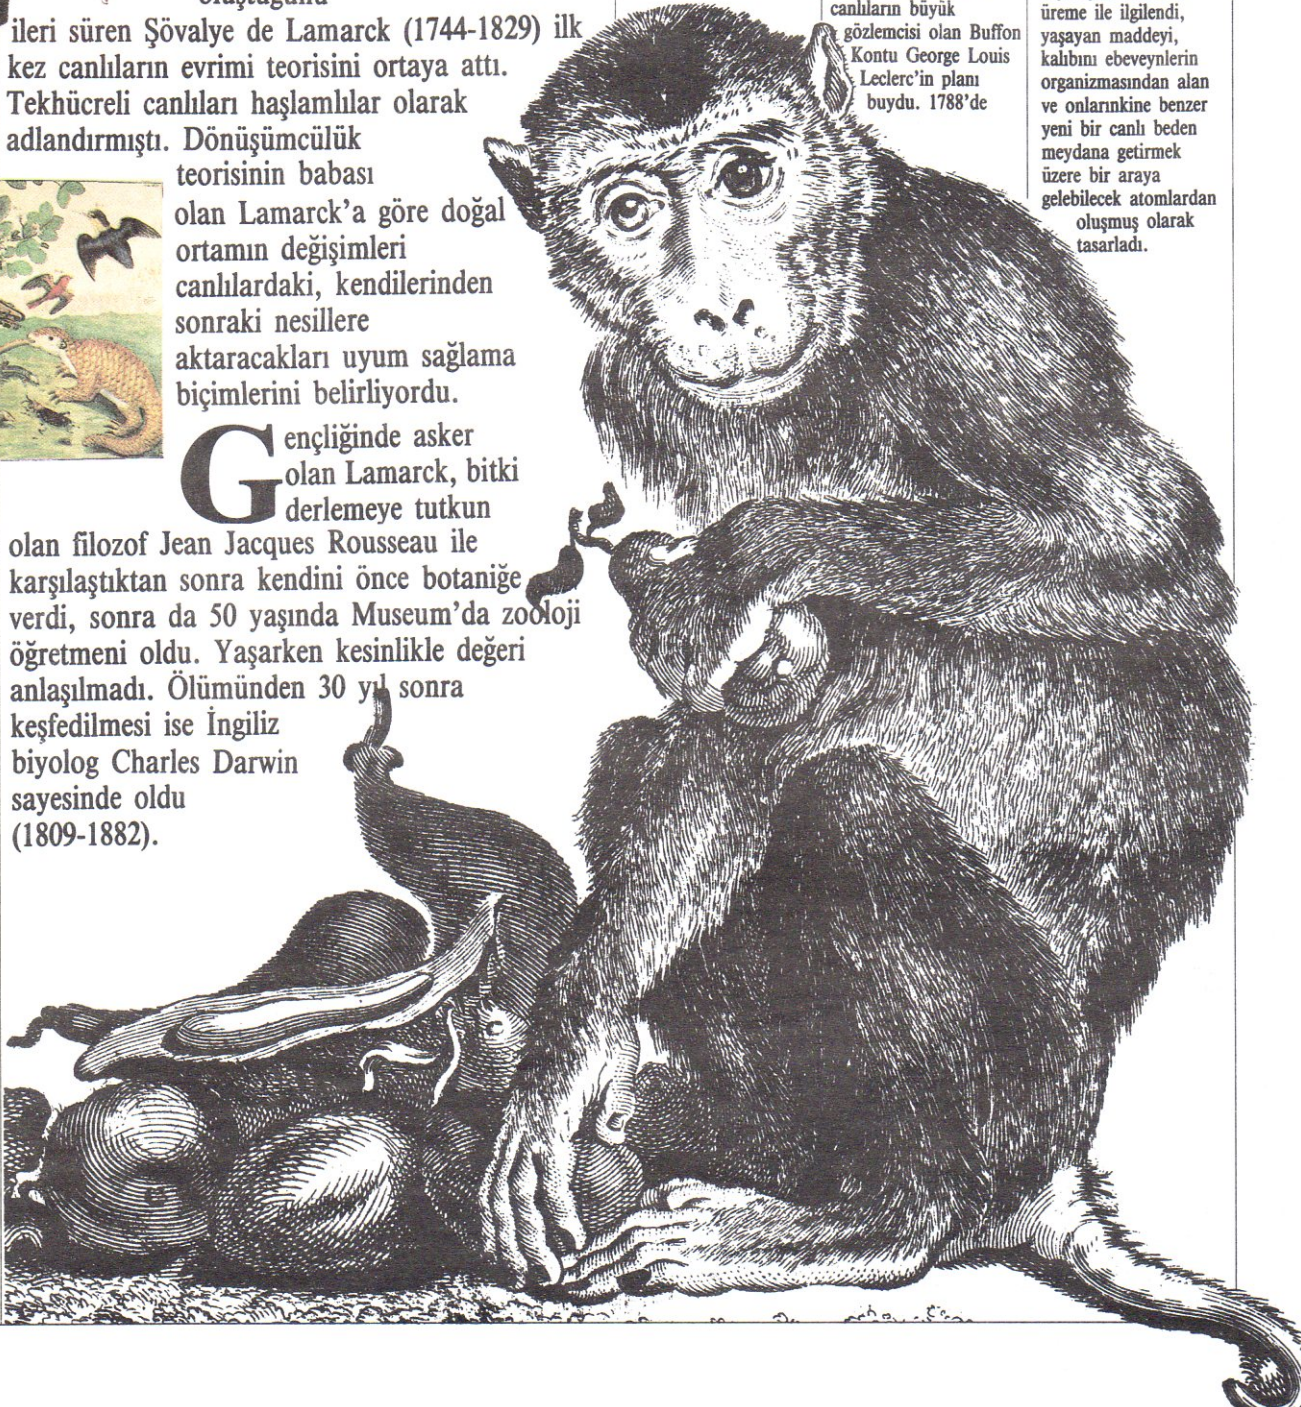 oluştuğunu
ileri süren Şövalye de Lamarck (1744-1829) ilk
kez canlıların evrimi teorisini ortaya attı.
Tekhücreli canlıları haşlamlılar olarak
adlandırmıştı. Dönüşümcülük
teorisinin babası
olan Lamarck'a göre doğal
ortamın değişimleri
canlılardaki, kendilerinden
sonraki nesillere
aktaracakları uyum sağlama
biçimlerini belirliyordu.
Gençliğinde asker
olan Lamarck, bitki
derlemeye tutkun
olan filozof Jean Jacques Rousseau ile
karşılaştıktan sonra kendini önce botaniğe
verdi, sonra da 50 yaşında Museum'da zooloji
öğretmeni oldu. Yaşarken kesinlikle değeri
anlaşılmadı. Ölümünden 30 yıl sonra
keşfedilmesi ise İngiliz
biyolog Charles Darwin
sayesinde oldu
(1809-1882).
canlıların büyük
gözlemcisi olan Buffon
Kontu George Louis
Leclerc'in planı
buydu. 1788'de
üreme ile ilgilendi,
yaşayan maddeyi,
kalıbını ebeveynlerin
organizmasından alan
ve onlarınkine benzer
yeni bir canlı beden
meydana getirmek
üzere bir araya
gelebilecek atomlardan
oluşmuş olarak
tasarladı.